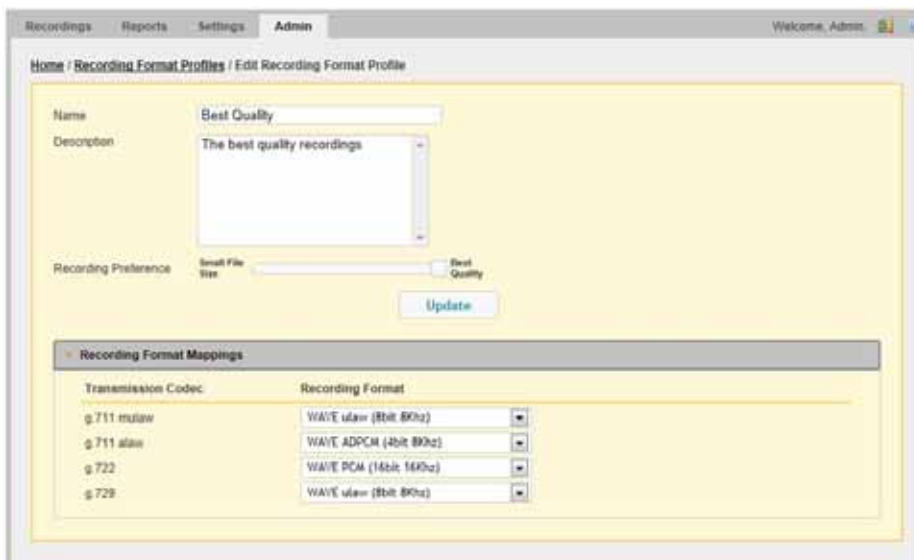 Recordings Reports Settings Admin Welcome, Admin.
Home / Recording Format Profiles / Edit Recording Format Profile
Name Best Quality
Description The best quality recordings
Recording Preference Small File Size Best Quality
Update
Recording Format Mappings
Transmission Codec Recording Format
g.711 mulaw WAVE ulaw (8bit 8Khz)
g.711 alaw WAVE ADPCM (4bit 8Khz)
g.722 WAVE PCM (16bit 16Khz)
g.729 WAVE ulaw (8bit 8Khz)